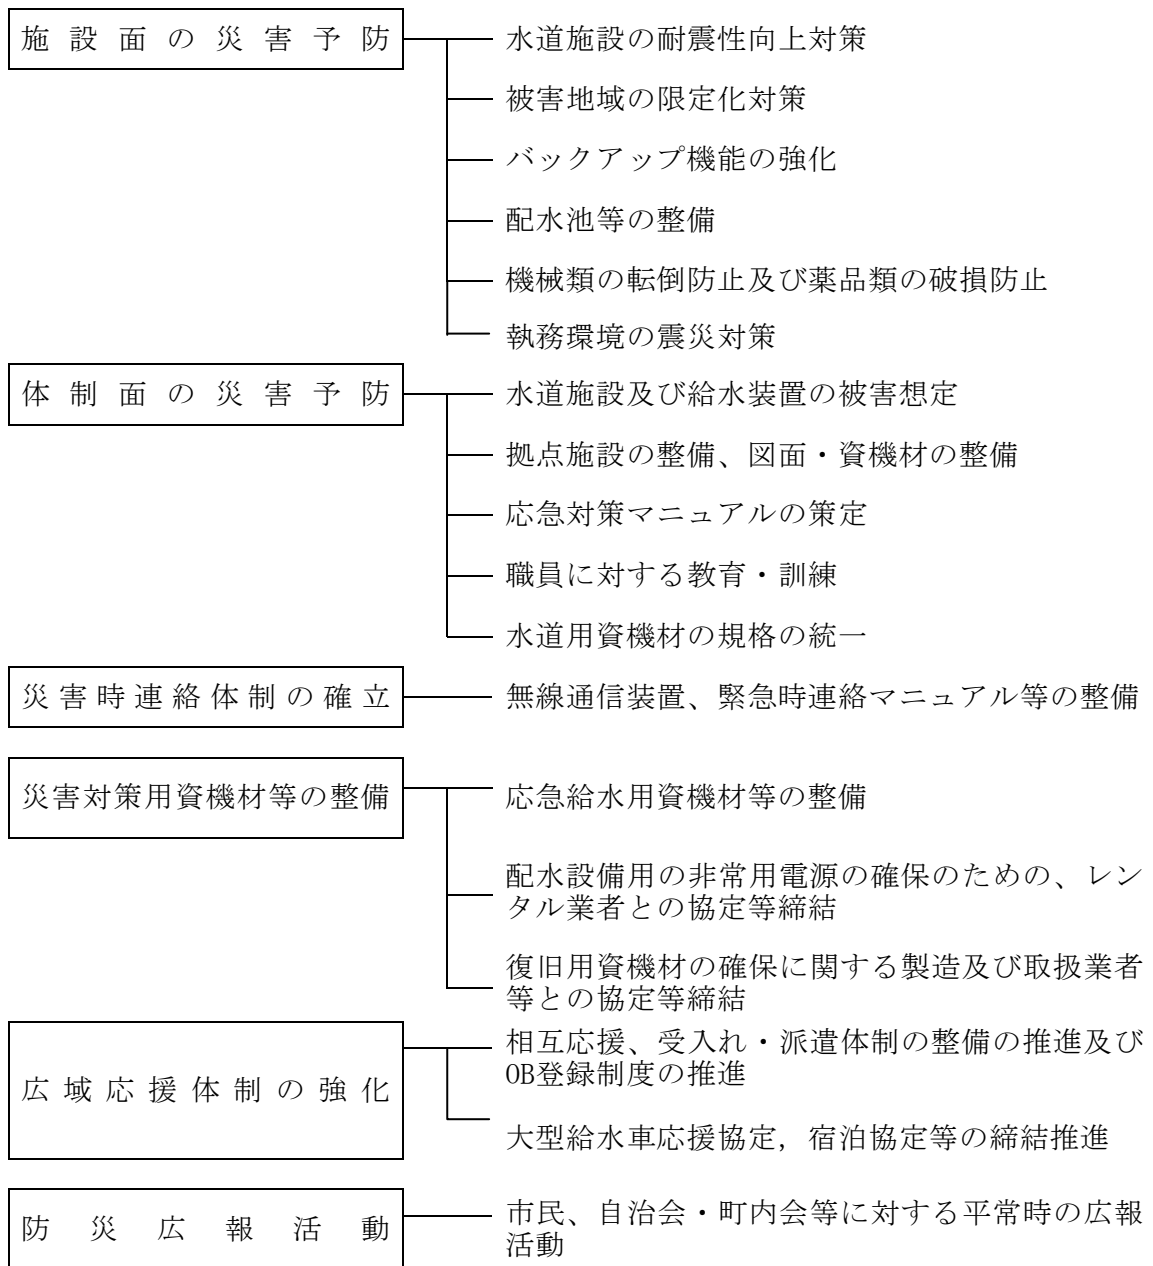 施設面の災害予防
水道施設の耐震性向上対策
被害地域の限定化対策
バックアップ機能の強化
配水池等の整備
機械類の転倒防止及び薬品類の破損防止
執務環境の震災対策
体制面の災害予防
水道施設及び給水装置の被害想定
拠点施設の整備、図面・資機材の整備
応急対策マニュアルの策定
職員に対する教育・訓練
水道用資機材の規格の統一
災害時連絡体制の確立
無線通信装置、緊急時連絡マニュアル等の整備
災害対策用資機材等の整備
応急給水用資機材等の整備
配水設備用の非常用電源の確保のための、レン
タル業者との協定等締結
復旧用資機材の確保に関する製造及び取扱業者
等との協定等締結
広域応援体制の強化
相互応援、受入れ・派遣体制の整備の推進及び
OB登録制度の推進
大型給水車応援協定，宿泊協定等の締結推進
防災広報活動
市民、自治会・町内会等に対する平常時の広報
活動